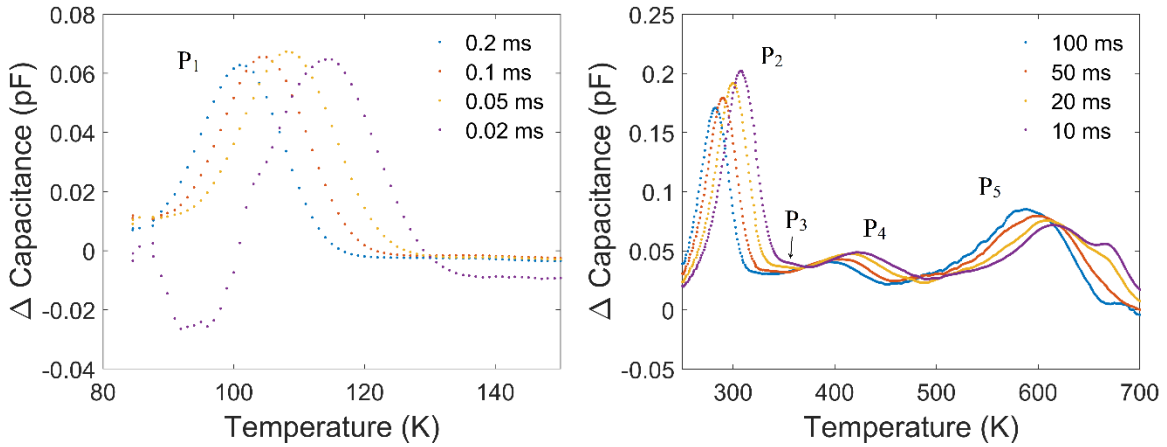 0.08
0.06
0.04
0.02
0
-0.02
-0.04
Δ Capacitance (pF)
P1
0.2 ms
0.1 ms
0.05 ms
0.02 ms
80
100
120
140
Temperature (K)
0.25
0.20
0.15
0.10
0.05
0
-0.05
Δ Capacitance (pF)
P2
P3
P4
P5
100 ms
50 ms
20 ms
10 ms
300
400
500
600
700
Temperature (K)